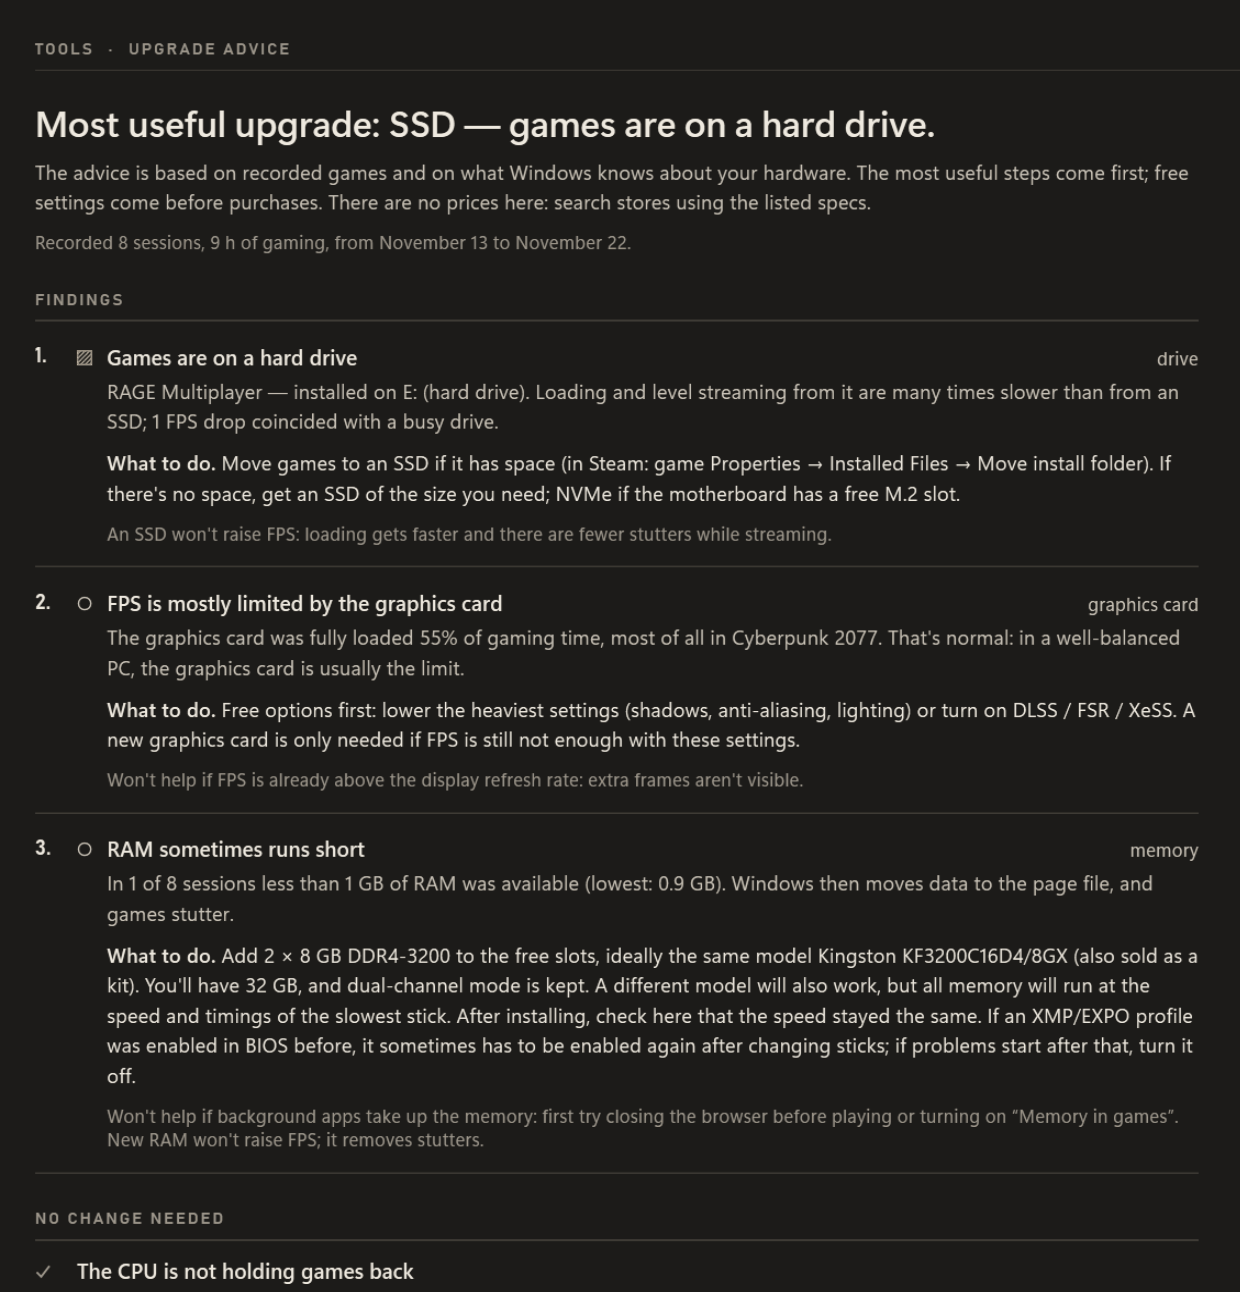 TOOLS · UPGRADE ADVICE
Most useful upgrade: SSD — games are on a hard drive.
The advice is based on recorded games and on what Windows knows about your hardware. The most useful steps come first; free
settings come before purchases. There are no prices here: search stores using the listed specs.
Recorded 8 sessions, 9 h of gaming, from November 13 to November 22.
FINDINGS
1. Games are on a hard drive drive
RAGE Multiplayer — installed on E: (hard drive). Loading and level streaming from it are many times slower than from an
SSD; 1 FPS drop coincided with a busy drive.
What to do. Move games to an SSD if it has space (in Steam: game Properties → Installed Files → Move install folder). If
there's no space, get an SSD of the size you need; NVMe if the motherboard has a free M.2 slot.
An SSD won't raise FPS: loading gets faster and there are fewer stutters while streaming.
2. FPS is mostly limited by the graphics card graphics card
The graphics card was fully loaded 55% of gaming time, most of all in Cyberpunk 2077. That's normal: in a well-balanced
PC, the graphics card is usually the limit.
What to do. Free options first: lower the heaviest settings (shadows, anti-aliasing, lighting) or turn on DLSS / FSR / XeSS. A
new graphics card is only needed if FPS is still not enough with these settings.
Won't help if FPS is already above the display refresh rate: extra frames aren't visible.
3. RAM sometimes runs short memory
In 1 of 8 sessions less than 1 GB of RAM was available (lowest: 0.9 GB). Windows then moves data to the page file, and
games stutter.
What to do. Add 2 × 8 GB DDR4-3200 to the free slots, ideally the same model Kingston KF3200C16D4/8GX (also sold as a
kit). You'll have 32 GB, and dual-channel mode is kept. A different model will also work, but all memory will run at the
speed and timings of the slowest stick. After installing, check here that the speed stayed the same. If an XMP/EXPO profile
was enabled in BIOS before, it sometimes has to be enabled again after changing sticks; if problems start after that, turn it
off.
Won't help if background apps take up the memory: first try closing the browser before playing or turning on “Memory in games”.
New RAM won't raise FPS; it removes stutters.
NO CHANGE NEEDED
The CPU is not holding games back